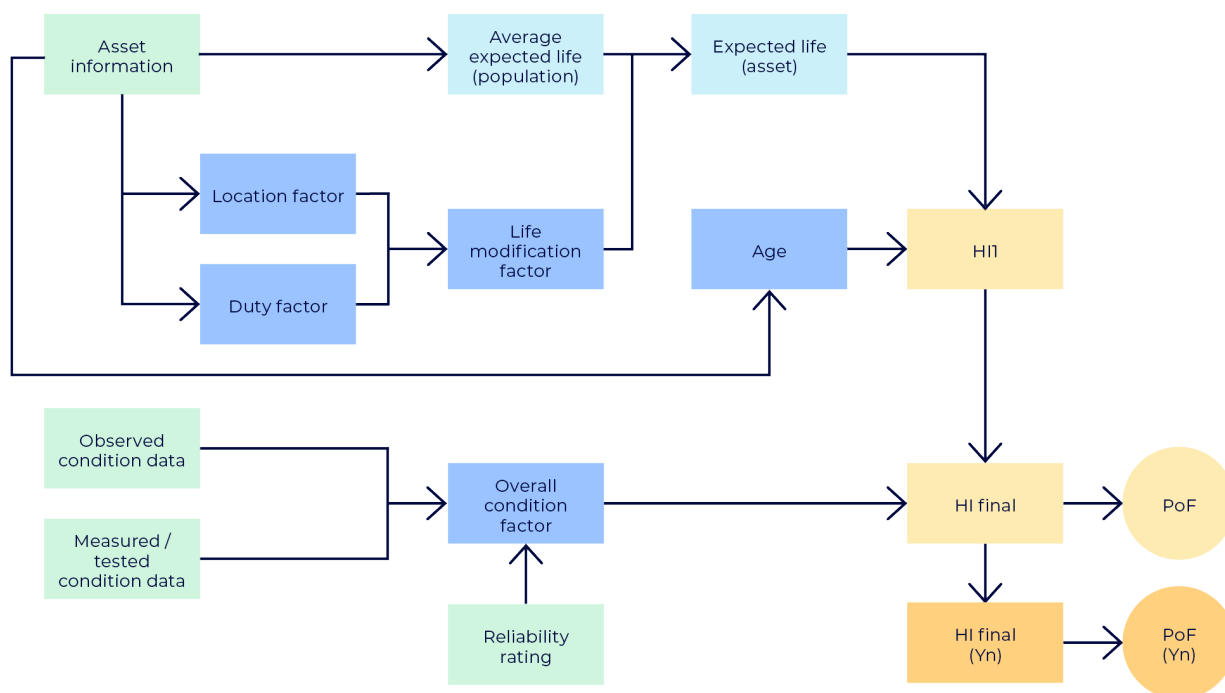 Asset
information
Average
expected life
(population)
Expected life
(asset)
Location factor
Life
modification
factor
Age
HI1
Duty factor
Observed
condition data
Overall
condition
factor
HI final
PoF
Measured /
tested
condition data
Reliability
rating
HI final
(Yn)
PoF
(Yn)